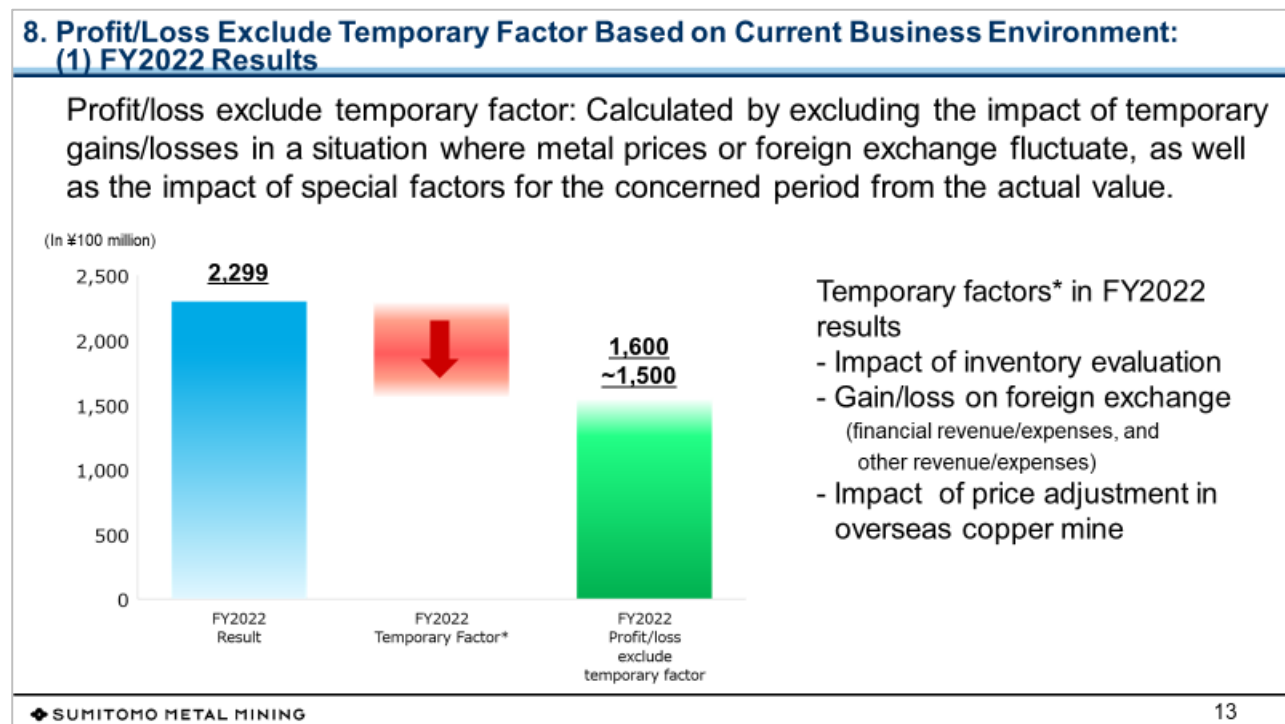 8. Profit/Loss Exclude Temporary Factor Based on Current Business Environment:
(1) FY2022 Results
Profit/loss exclude temporary factor: Calculated by excluding the impact of temporary
gains/losses in a situation where metal prices or foreign exchange fluctuate, as well
as the impact of special factors for the concerned period from the actual value.
(In ¥100 million)
2,500
2,000
1,500
1,000
500
0
2,299
1,600
~1,500
FY2022
Result
FY2022
Temporary Factor*
FY2022
Profit/loss
exclude
temporary factor
Temporary factors* in FY2022
results
- Impact of inventory evaluation
- Gain/loss on foreign exchange
(financial revenue/expenses, and
other revenue/expenses)
- Impact of price adjustment in
overseas copper mine
SUMITOMO METAL MINING
13